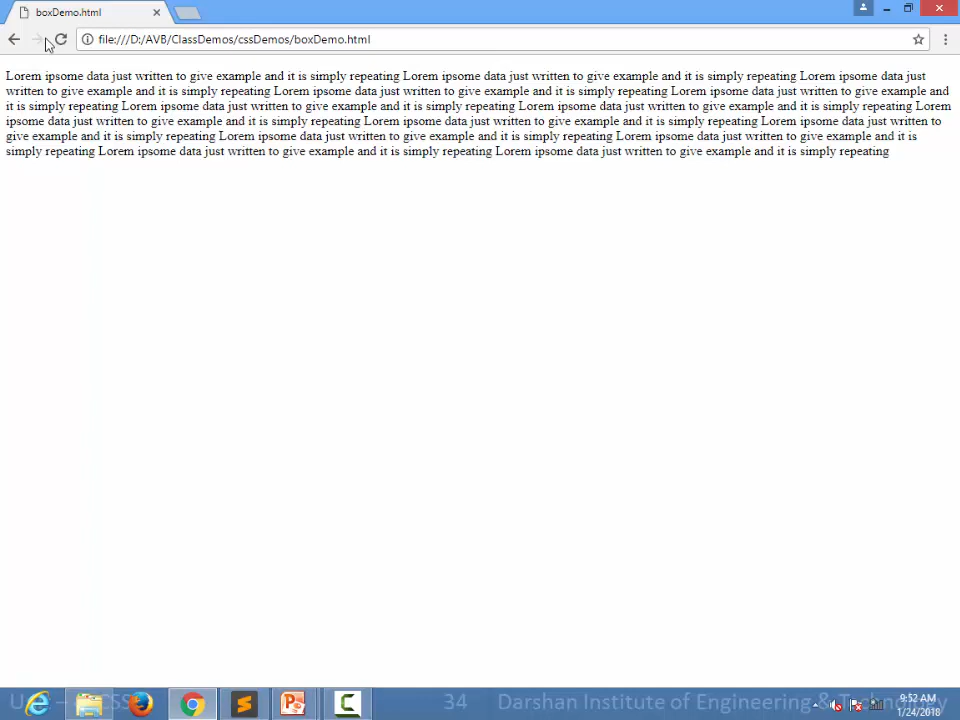 boxDemo.html
file:///D:/AVB/ClassDemos/cssDemos/boxDemo.html
Lorem ipsome data just written to give example and it is simply repeating Lorem ipsome data just written to give example and it is simply repeating Lorem ipsome data just
written to give example and it is simply repeating Lorem ipsome data just written to give example and it is simply repeating Lorem ipsome data just written to give example and
it is simply repeating Lorem ipsome data just written to give example and it is simply repeating Lorem ipsome data just written to give example and it is simply repeating Lorem
ipsome data just written to give example and it is simply repeating Lorem ipsome data just written to give example and it is simply repeating Lorem ipsome data just written to
give example and it is simply repeating Lorem ipsome data just written to give example and it is simply repeating Lorem ipsome data just written to give example and it is
simply repeating Lorem ipsome data just written to give example and it is simply repeating Lorem ipsome data just written to give example and it is simply repeating
34 Darshan Institute of Engineering & Technology
9:52 AM
1/24/2018